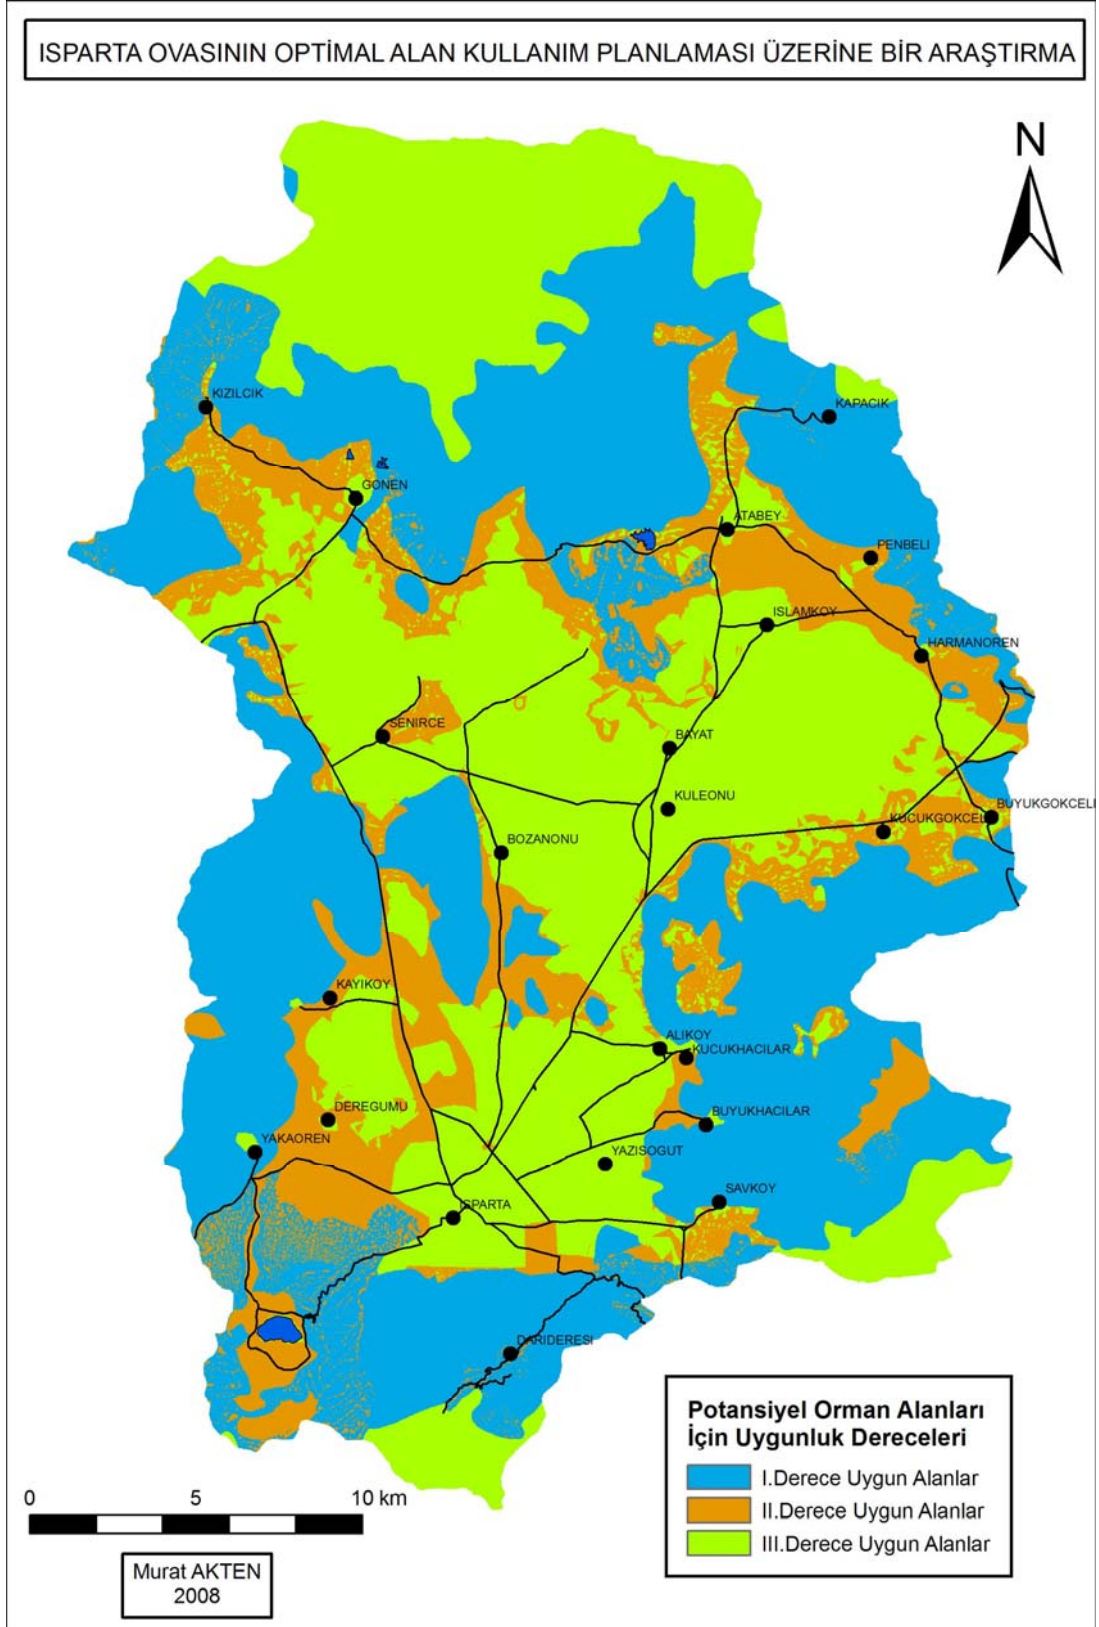 ISPARTA OVASININ OPTİMAL ALAN KULLANIM PLANLAMASI ÜZERİNE BİR ARAŞTIRMA
N
KIZILCIK
KAPACIK
GONEN
ATABEY
PENBELI
ISLAMKOY
HARMANOREN
SENIRCE
BAYAT
KULEONU
BUYUKGOKCELI
KUCUKGOKCELI
BOZANONU
KAYIKOY
ALIKOY
KUCUKHACILAR
DEREGUMU
BUYUKHACILAR
YAKAOREN
YAZISOGUT
SAVKOY
ISPARTA
DARIDERESI
Potansiyel Orman Alanları
İçin Uygunluk Dereceleri
I.Derece Uygun Alanlar
II.Derece Uygun Alanlar
III.Derece Uygun Alanlar
0 5 10 km
Murat AKTEN
2008